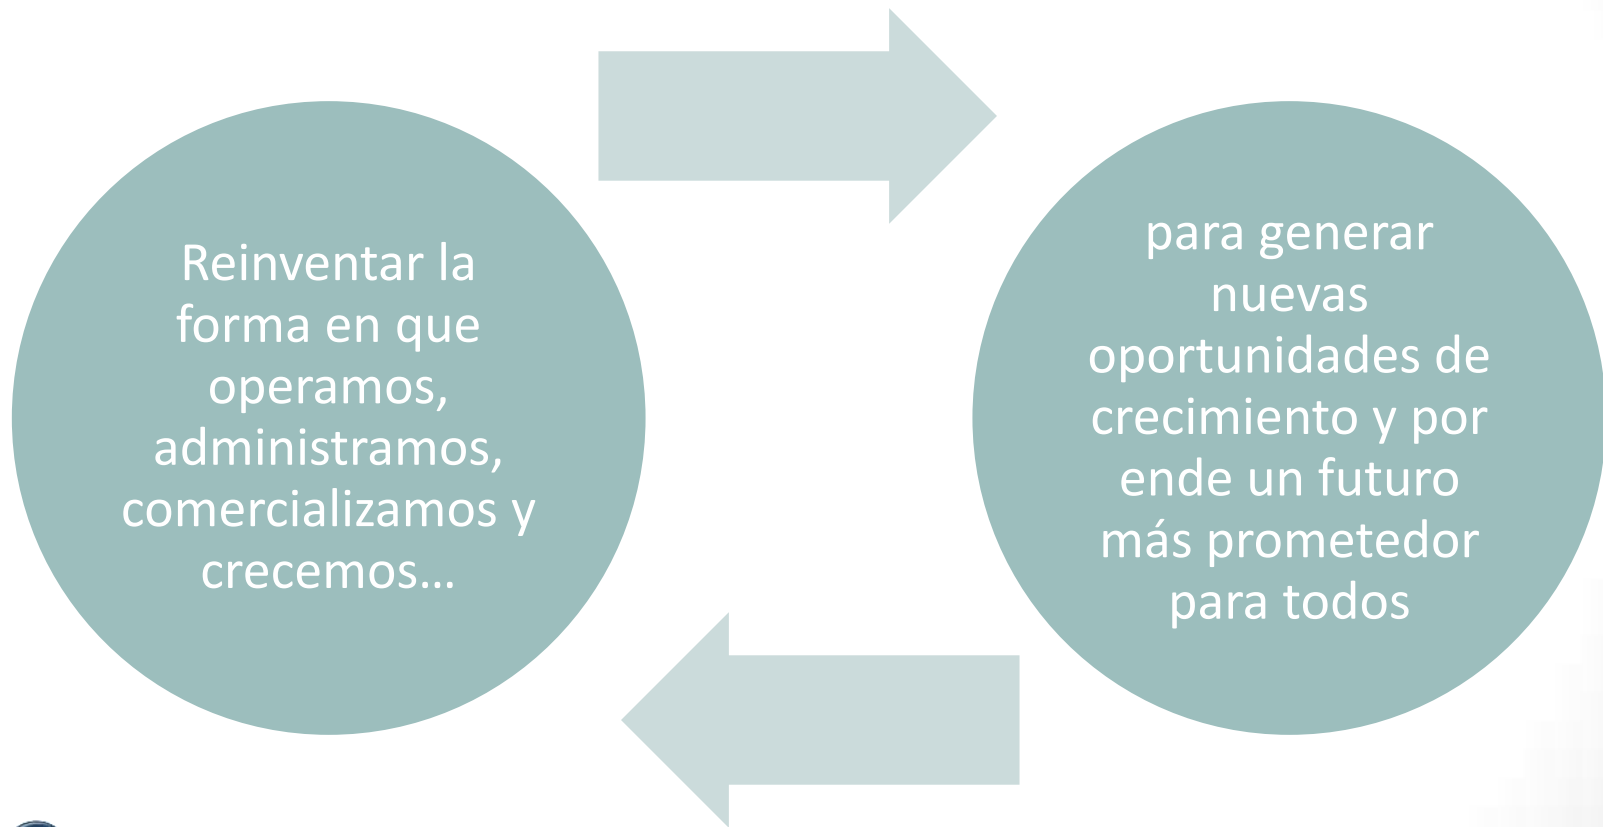 Reinventar la
forma en que
operamos,
administramos,
comercializamos y
crecemos...
para generar
nuevas
oportunidades de
crecimiento y por
ende un futuro
más prometedor
para todos